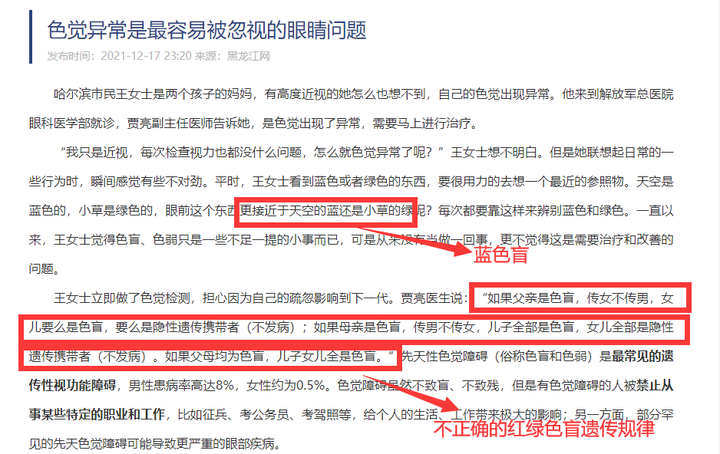 色觉异常是最容易被忽视的眼睛问题
发布时间：2021-12-17 23:20 来源：黑龙江网
哈尔滨市民王女士是两个孩子的妈妈，有高度近视的她怎么也想不到，自己的色觉出现异常。他来到解放军总医院
眼科医学部就诊，贾亮副主任医师告诉她，是色觉出现了异常，需要马上进行治疗。
“我只是近视，每次检查视力也都没什么问题，怎么就色觉异常了呢？”王女士想不明白。但是她联想起日常的一
些行为时，瞬间感觉有些不对劲。平时，王女士看到蓝色或者绿色的东西，要很用力的去想一个最近的参照物。天空是
蓝色的，小草是绿色的，眼前这个东西更接近于天空的蓝还是小草的绿呢？每次都要靠这样来辨别蓝色和绿色。一直以
来，王女士觉得色盲、色弱只是一些不足一提的小事而已，可是从来没有当做一回事，更不觉得这是需要治疗和改善的
蓝色盲
问题。
王女士立即做了色觉检测，担心因为自己的疏忽影响到下一代。贾亮医生说：“如果父亲是色盲，传女不传男，女
儿要么是色盲，要么是隐性遗传携带者（不发病）；如果母亲是色盲，传男不传女，儿子全部是色盲，女儿全部是隐性
遗传携带者（不发病）。如果父母均为色盲，儿子女儿全是色盲。”先天性色觉障碍（俗称色盲和色弱）是最常见的遗
传性视功能障碍，男性患病率高达8%，女性约为0.5%。色觉障碍虽然不致盲、不致残，但是有色觉障碍的人被禁止从
事某些特定的职业和工作，比如征兵、考公务员、考驾照等，给个人的生活、工作带来极大的影响；另一方面，部分罕
不正确的红绿色盲遗传规律
见的先天色觉障碍可能导致更严重的眼部疾病。